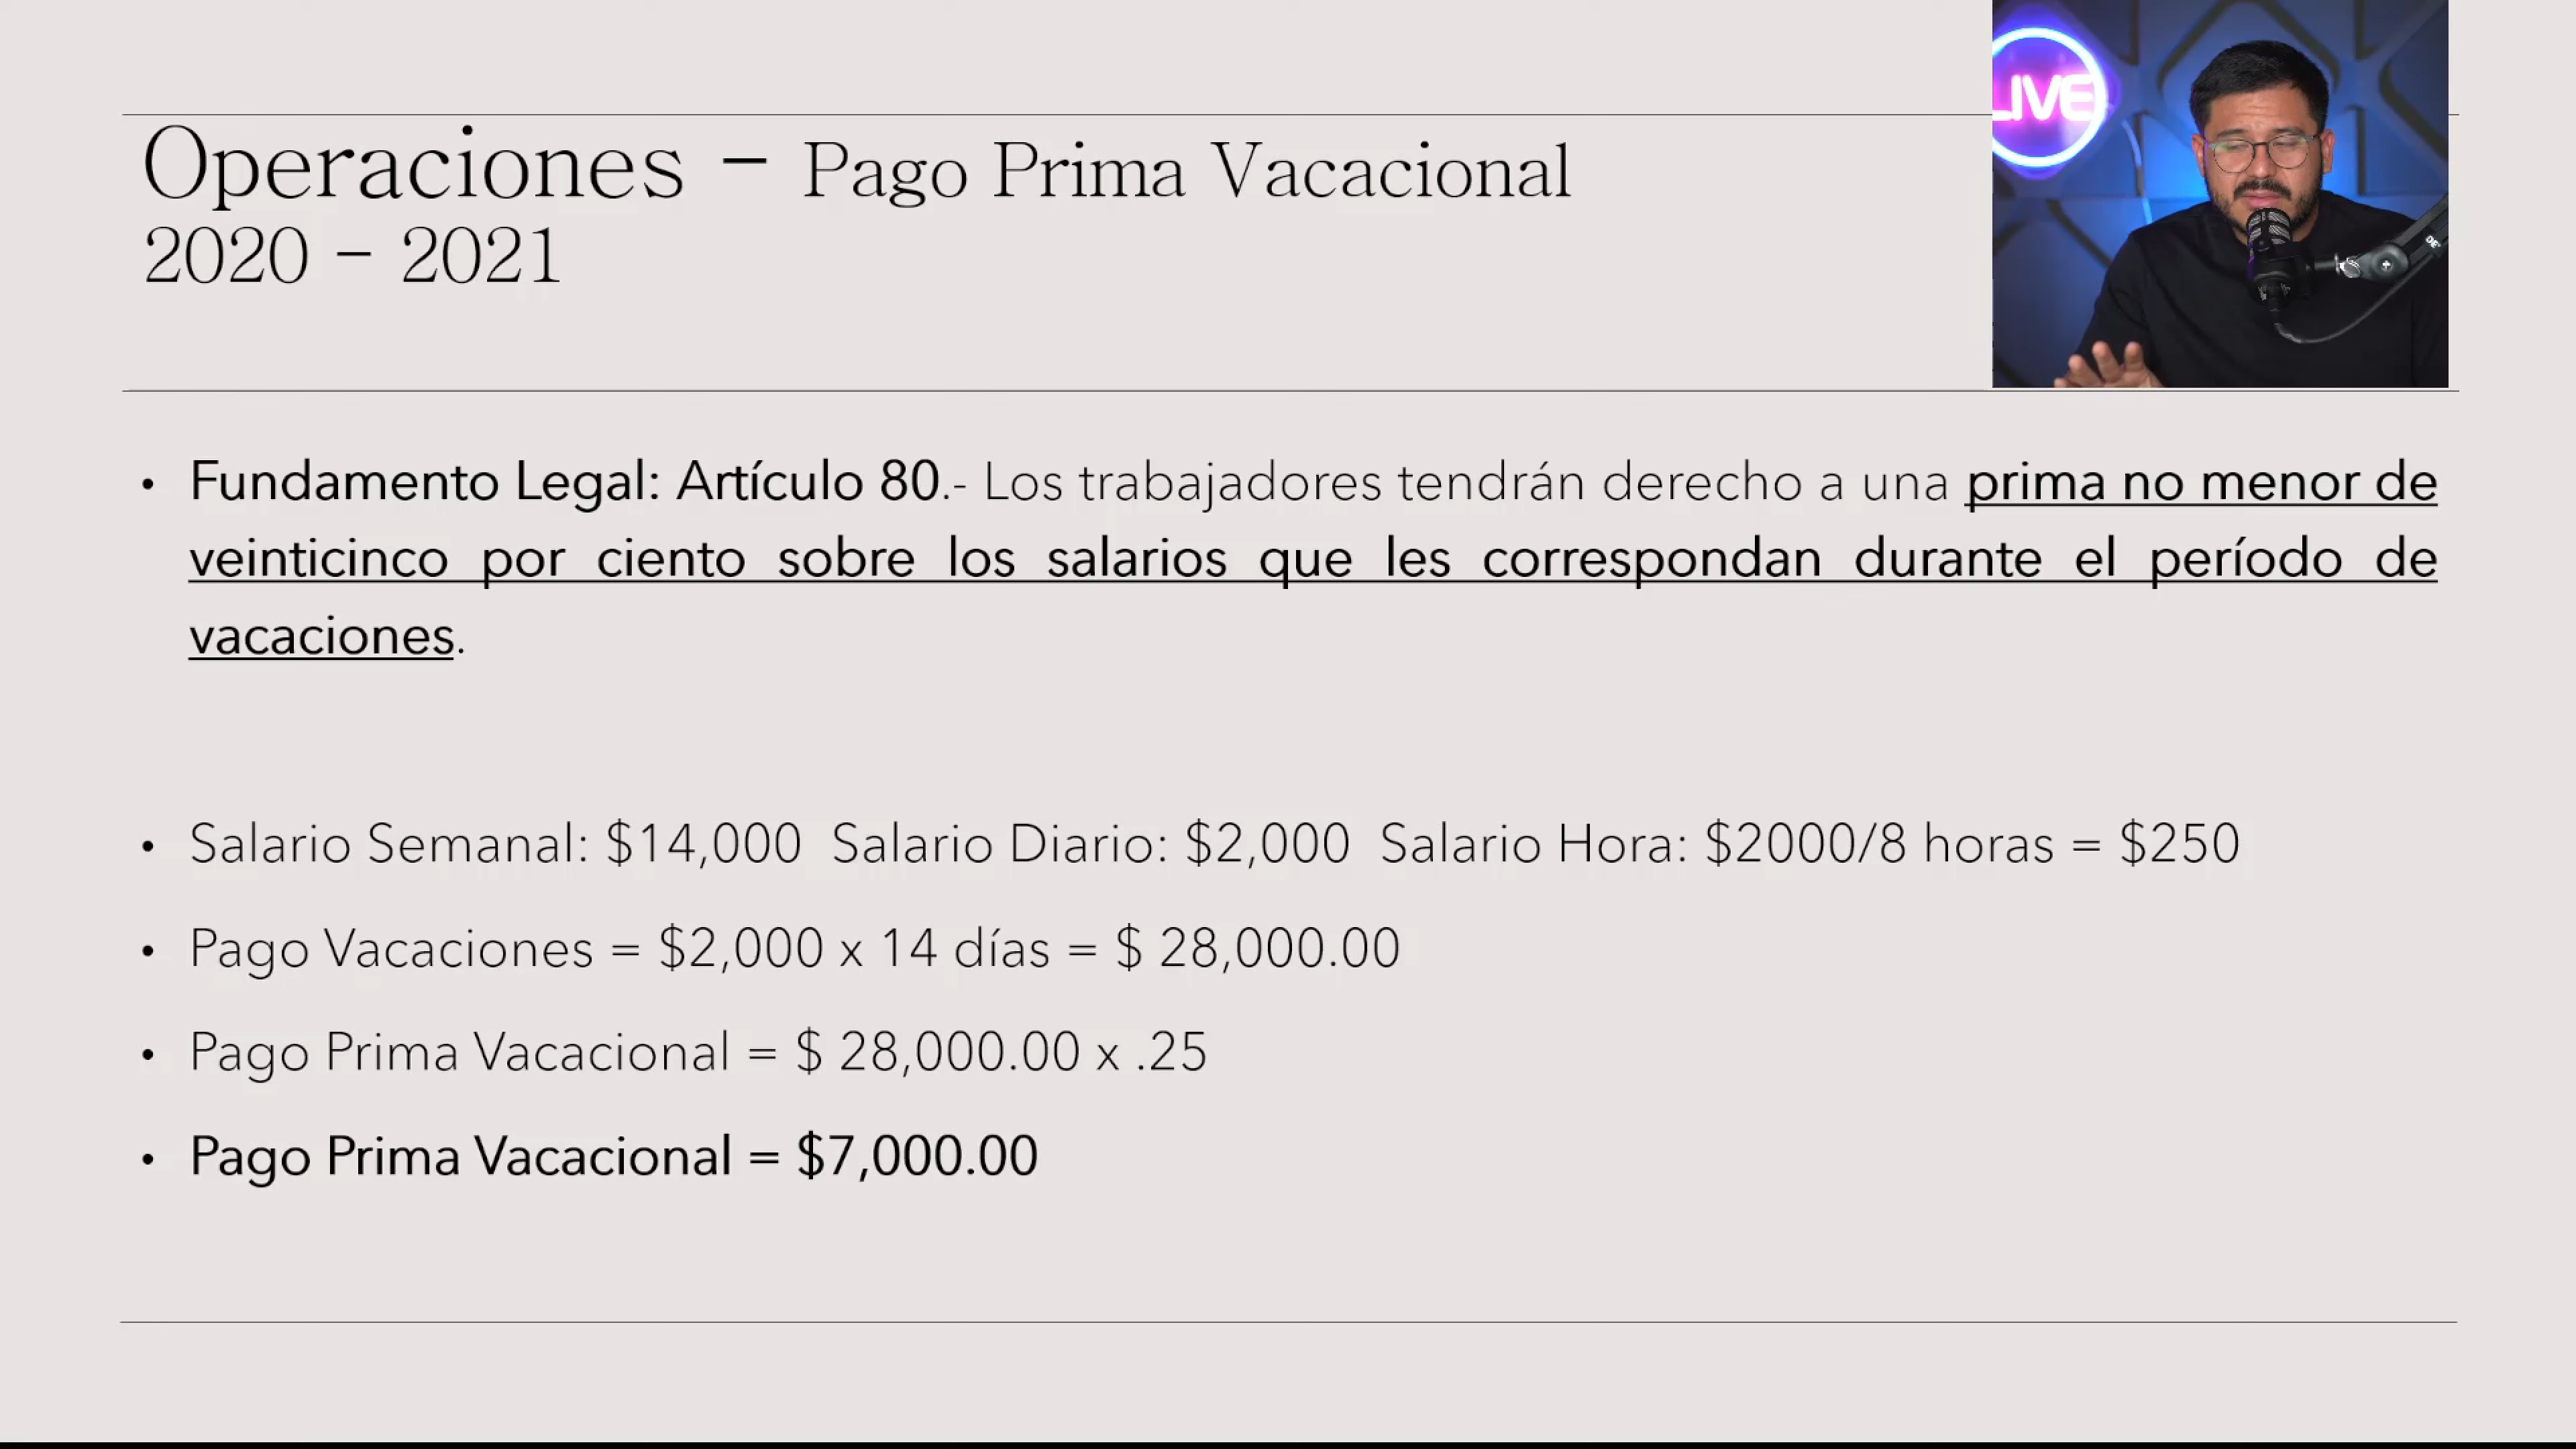 LIVE
Operaciones – Pago Prima Vacacional
2020 – 2021
• Fundamento Legal: Artículo 80.- Los trabajadores tendrán derecho a una prima no menor de
veinticinco por ciento sobre los salarios que les correspondan durante el período de
vacaciones.
• Salario Semanal: $14,000 Salario Diario: $2,000 Salario Hora: $2000/8 horas = $250
• Pago Vacaciones = $2,000 x 14 días = $ 28,000.00
• Pago Prima Vacacional = $ 28,000.00 x .25
• Pago Prima Vacacional = $7,000.00